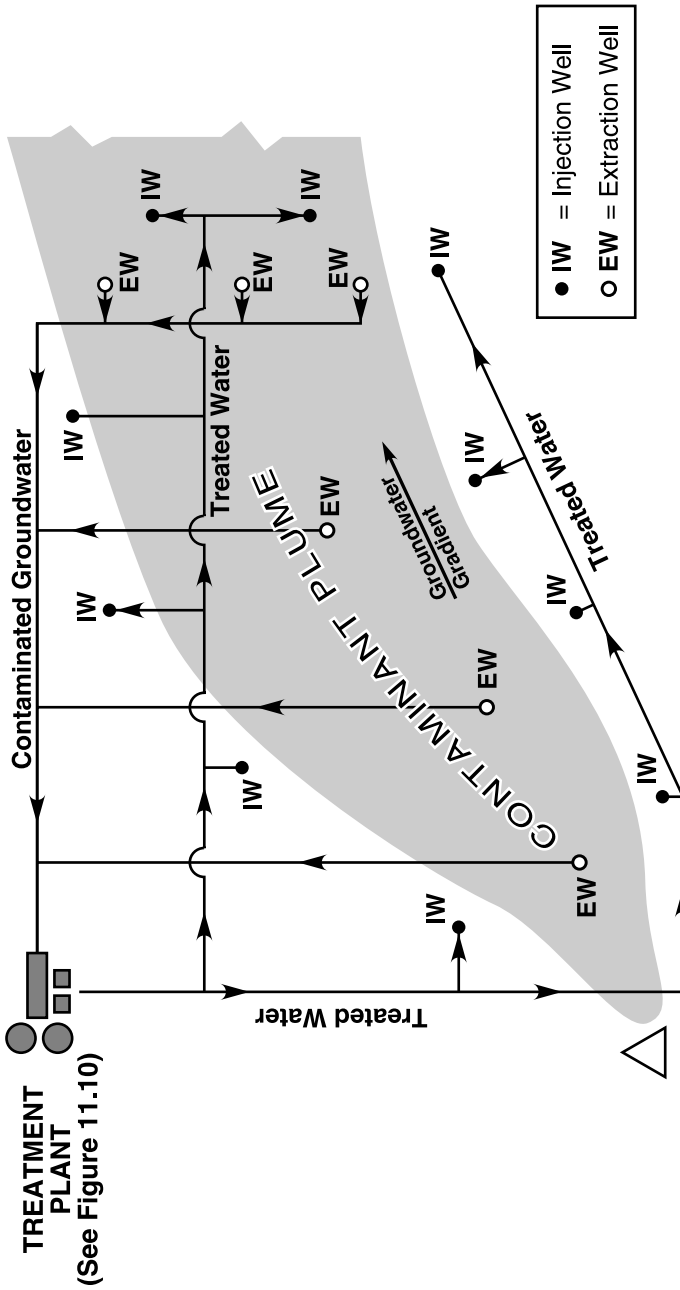 TREATMENT
PLANT
(See Figure 11.10)
Contaminated Groundwater
Treated Water
Treated Water
Treated Water
CONTAMINANT PLUME
Groundwater
Gradient
IW
IW
IW
IW
IW
IW
IW
IW
IW
IW
EW
EW
EW
EW
EW
EW
IW = Injection Well
EW = Extraction Well